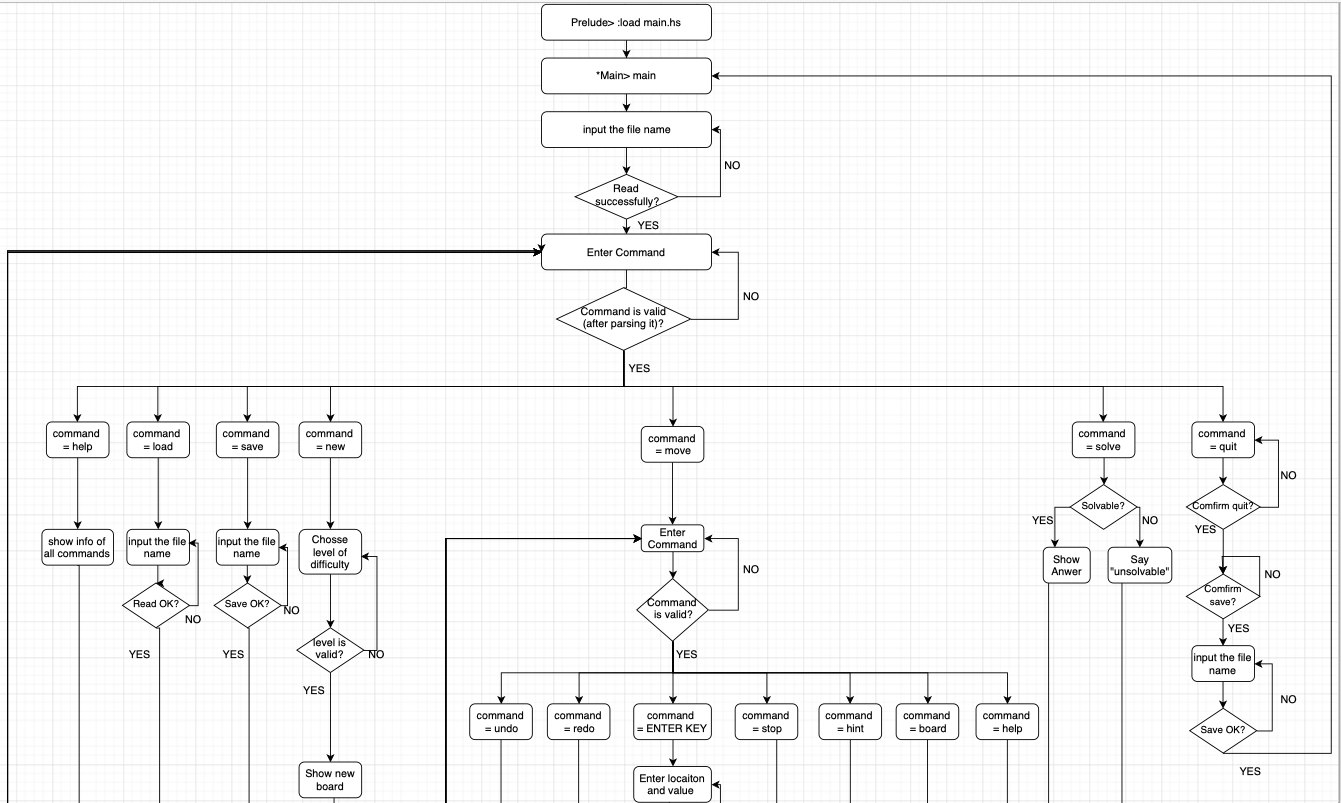 Prelude> :load main.hs
*Main> main
input the file name
NO
Read
successfully?
YES
Enter Command
NO
Command is valid
(after parsing it)?
YES
command
= help
command
= load
command
= save
command
= new
command
= move
command
= solve
command
= quit
NO
show info of
all commands
input the file
name
input the file
name
Chosse
level of
difficulty
Enter
Command
NO
Solvable?
YES
NO
Comfirm quit?
YES
Show
Anwer
Say
"unsolvable"
NO
Read OK?
NO
YES
Save OK?
NO
YES
level is
valid?
NO
YES
Command
is valid?
YES
Comfirm
save?
YES
input the file
name
NO
command
= undo
command
= redo
command
= ENTER KEY
command
= stop
command
= hint
command
= board
command
= help
Save OK?
YES
Show new
board
Enter locaiton
and value